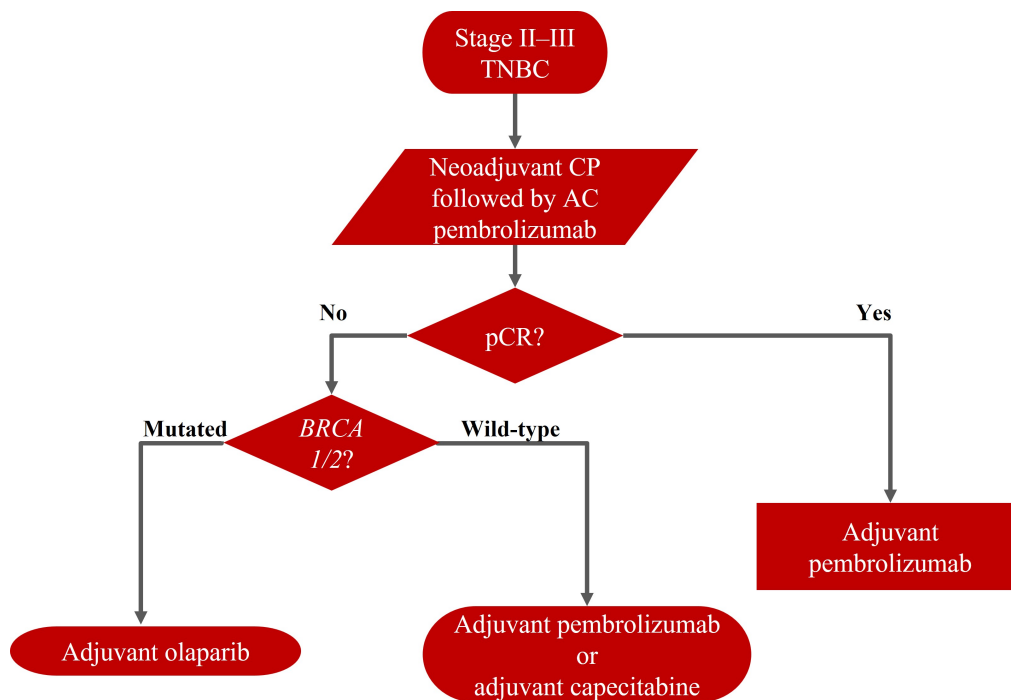 Stage II–III
TNBC
Neoadjuvant CP
followed by AC
pembrolizumab
No
Yes
pCR?
Mutated
BRCA
1/2?
Wild-type
Adjuvant
pembrolizumab
Adjuvant olaparib
Adjuvant pembrolizumab
or
adjuvant capecitabine